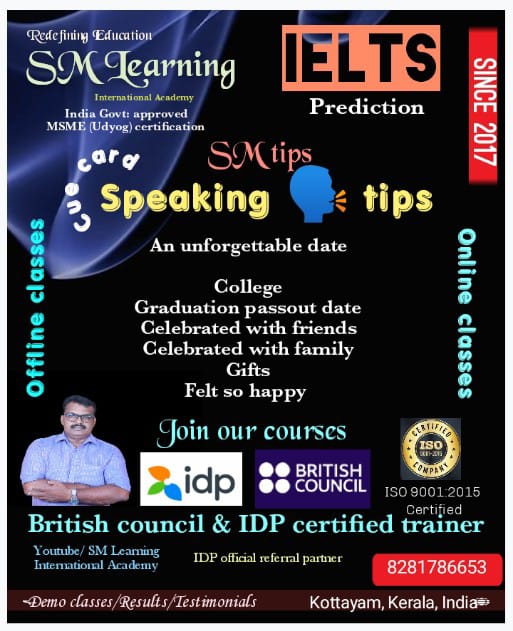 Redefining Education
SM Learning
International Academy
India Govt: approved
MSME (Udyog) certification
IELTS
Prediction
SINCE 2017
SM tips
Cue card
Speaking tips
An unforgettable date
College
Graduation passout date
Celebrated with friends
Celebrated with family
Gifts
Felt so happy
Offline classes
Online classes
Join our courses
idp
BRITISH
COUNCIL
CERTIFIED
ISO
9001:2015
COMPANY
ISO 9001:2015
Certified
British council & IDP certified trainer
Youtube/ SM Learning
International Academy
IDP official referral partner
8281786653
Demo classes/Results/Testimonials
Kottayam, Kerala, India